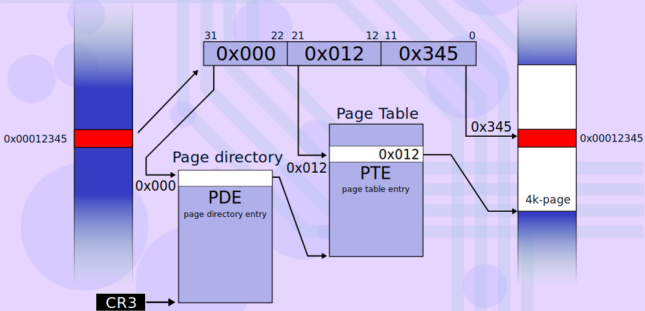 31 22 21 12 11 0
0x000 0x012 0x345
0x00012345
Page Table
0x345
0x00012345
Page directory
0x012
0x012
0x000
PTE
page table entry
PDE
page directory entry
4k-page
CR3